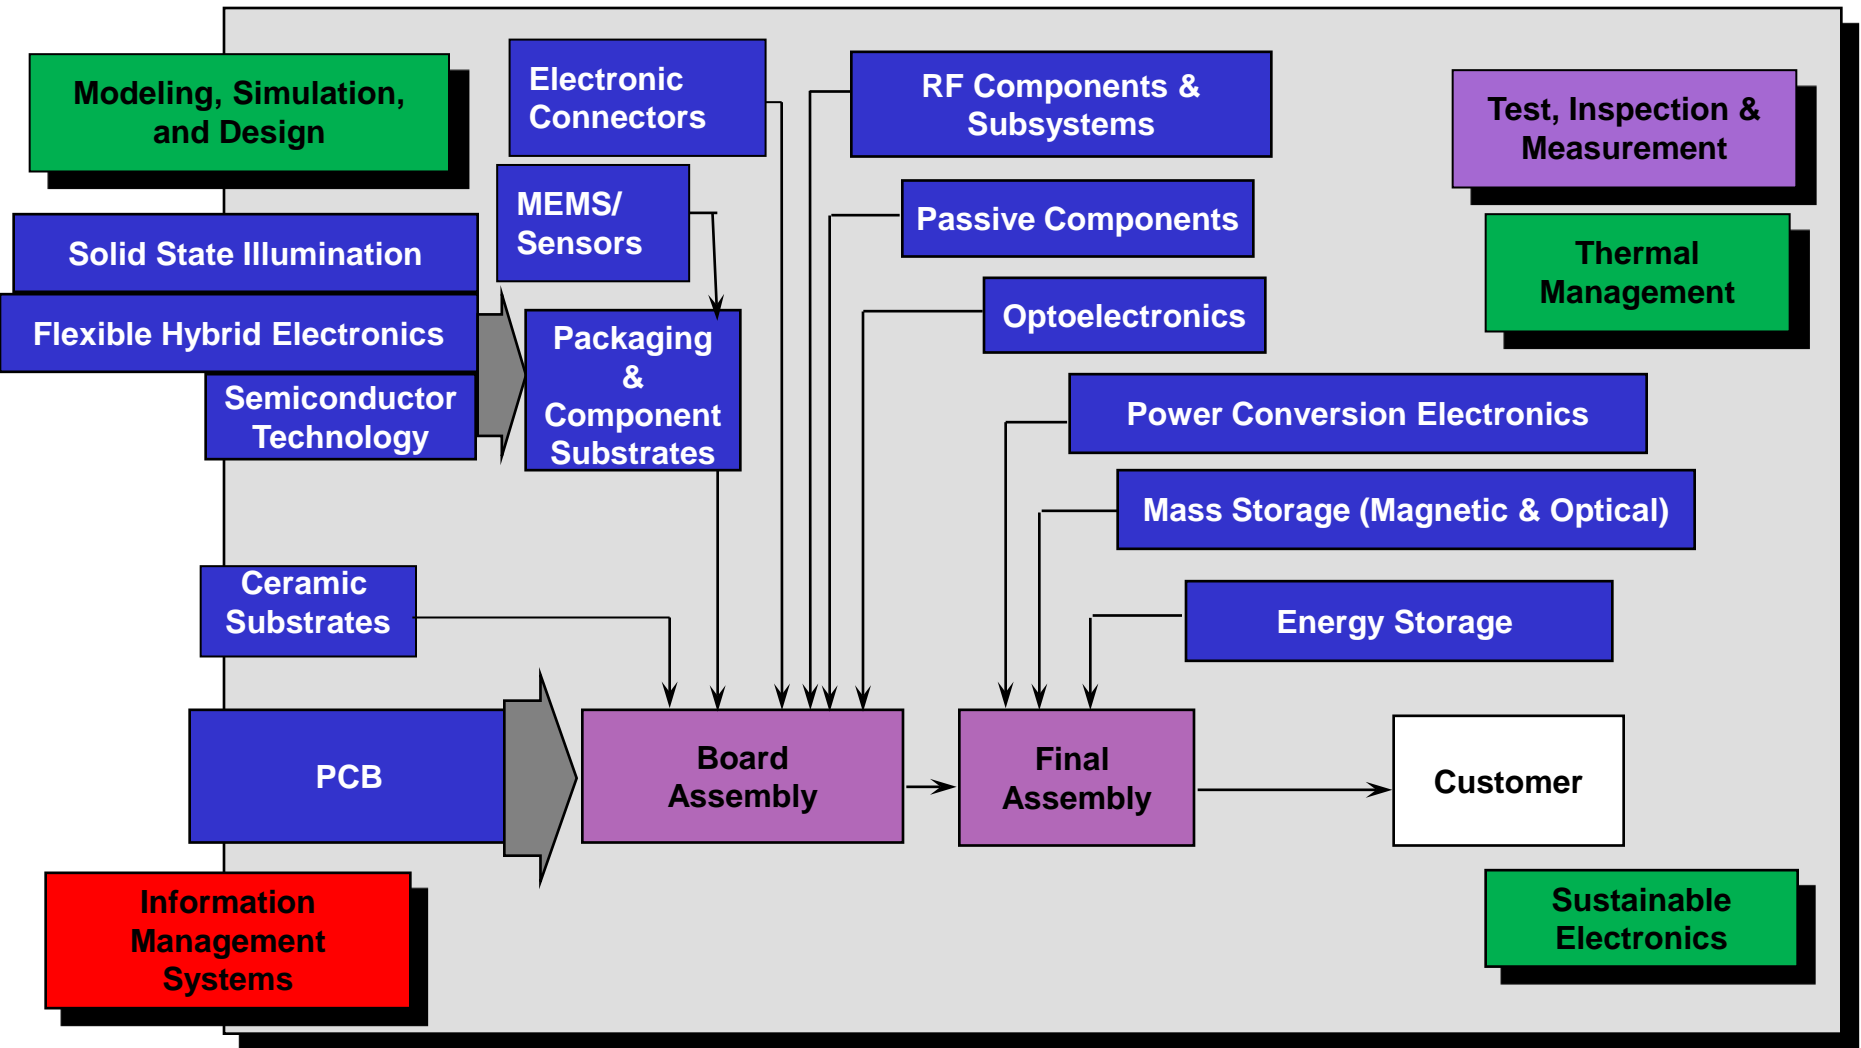 Modeling, Simulation,
and Design
Electronic
Connectors
RF Components &
Subsystems
Test, Inspection &
Measurement
MEMS/
Sensors
Passive Components
Solid State Illumination
Thermal
Management
Flexible Hybrid Electronics
Packaging
&
Component
Substrates
Optoelectronics
Semiconductor
Technology
Power Conversion Electronics
Mass Storage (Magnetic & Optical)
Ceramic
Substrates
Energy Storage
PCB
Board
Assembly
Final
Assembly
Customer
Information
Management
Systems
Sustainable
Electronics